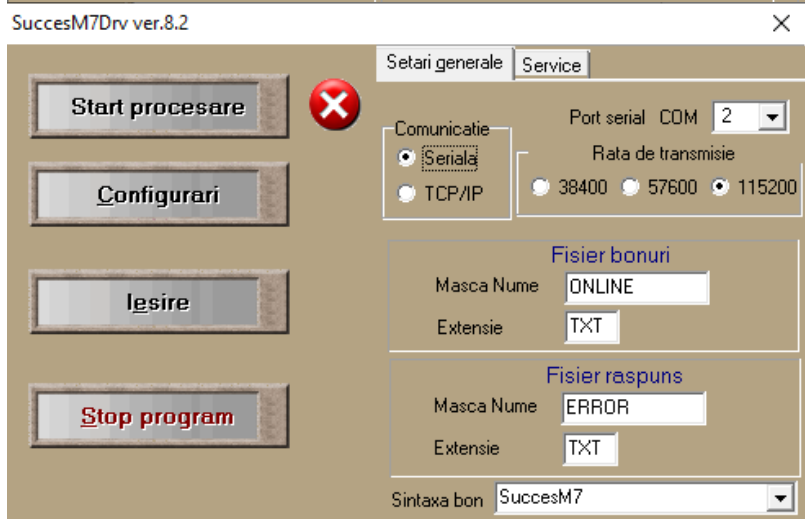 SuccesM7Drv ver.8.2
Start procesare
Configurari
Iesire
Stop program
Setari generale
Service
Comunicatie
Seriala
TCP/IP
Port serial COM 2
Rata de transmisie
38400 57600 115200
Fisier bonuri
Masca Nume ONLINE
Extensie TXT
Fisier raspuns
Masca Nume ERROR
Extensie TXT
Sintaxa bon SuccesM7